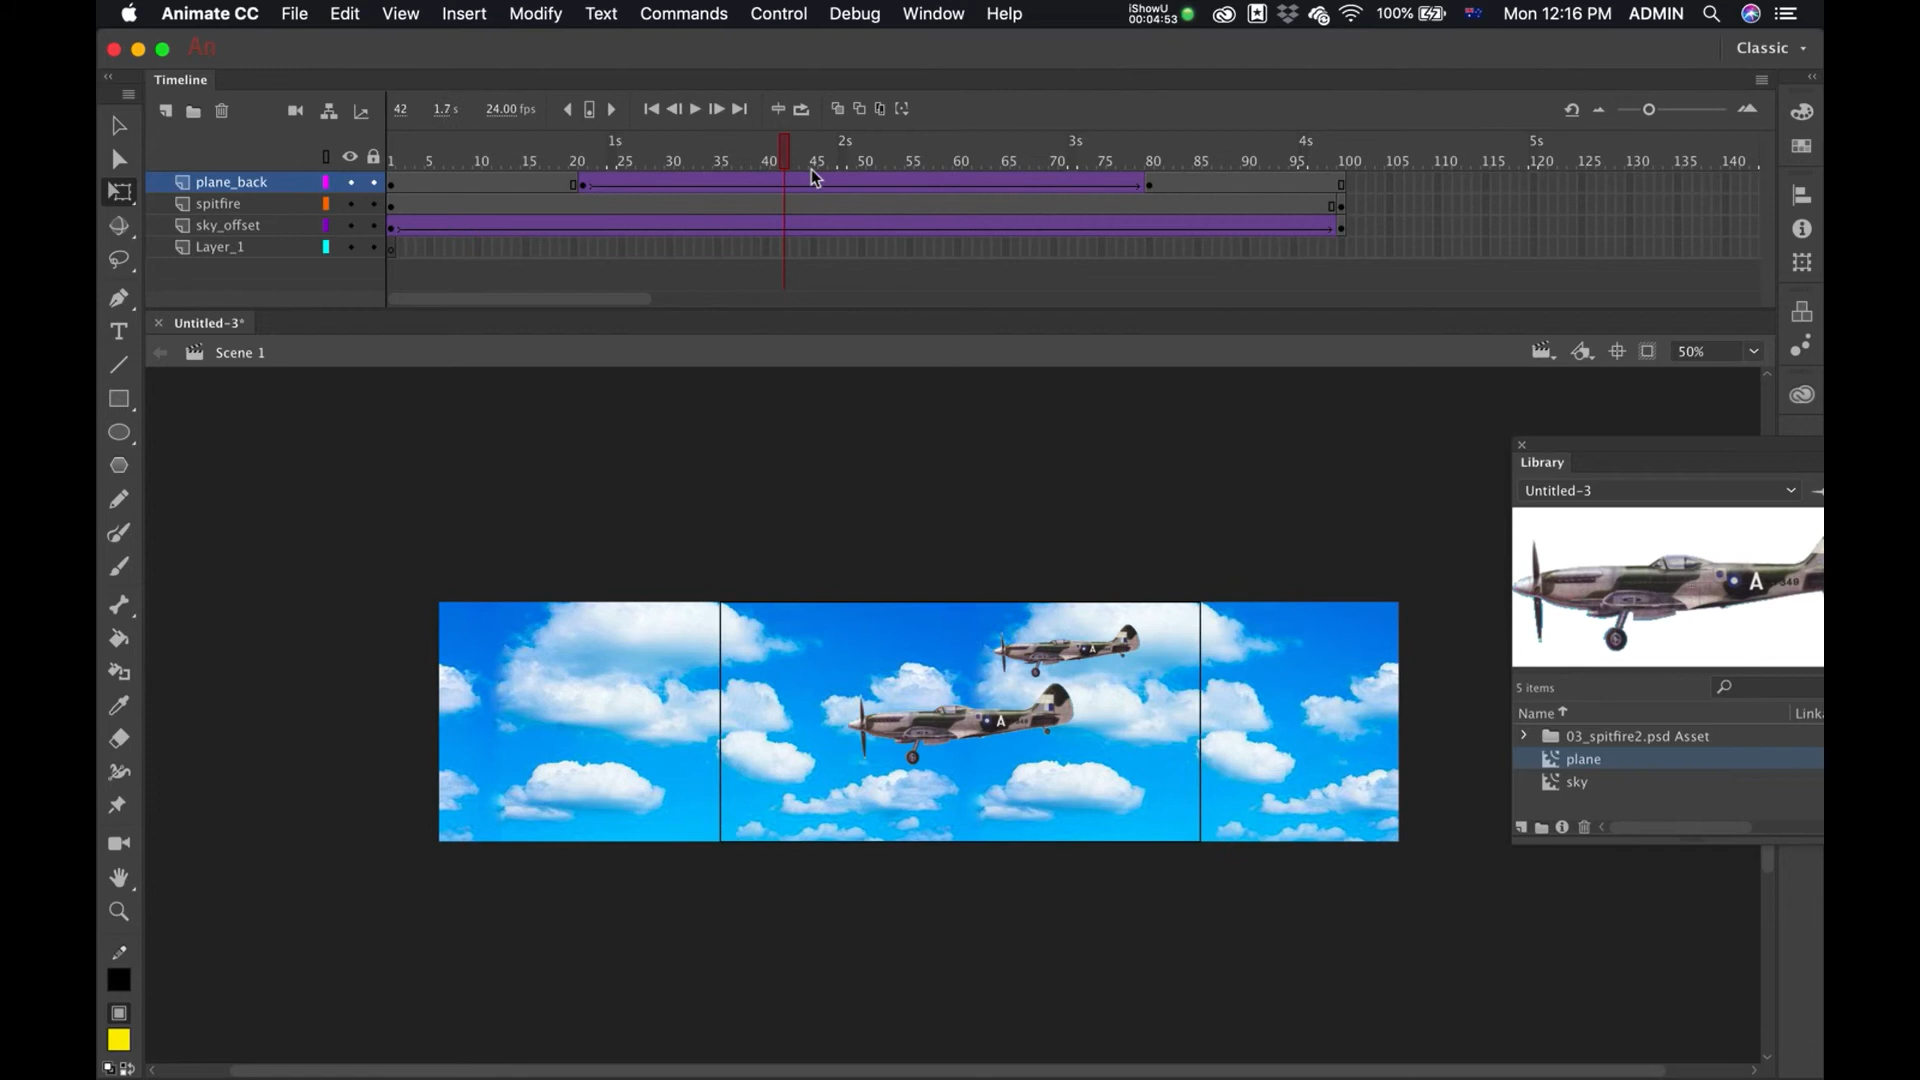 Animate CC File Edit View Insert Modify Text Commands Control Debug Window Help iShowU 00:04:53 100% Mon 12:16 PM ADMIN
An Classic
Timeline
42 1.7 s 24.00 fps
1s 2s 3s 4s 5s
1 5 10 15 20 25 30 35 40 45 50 55 60 65 70 75 80 85 90 95 100 105 110 115 120 125 130 135 140
plane_back
spitfire
sky_offset
Layer_1
Untitled-3*
Scene 1 50%
Library
Untitled-3
A 349
5 items
Name Linka
03_spitfire2.psd Asset
plane
sky
A
A